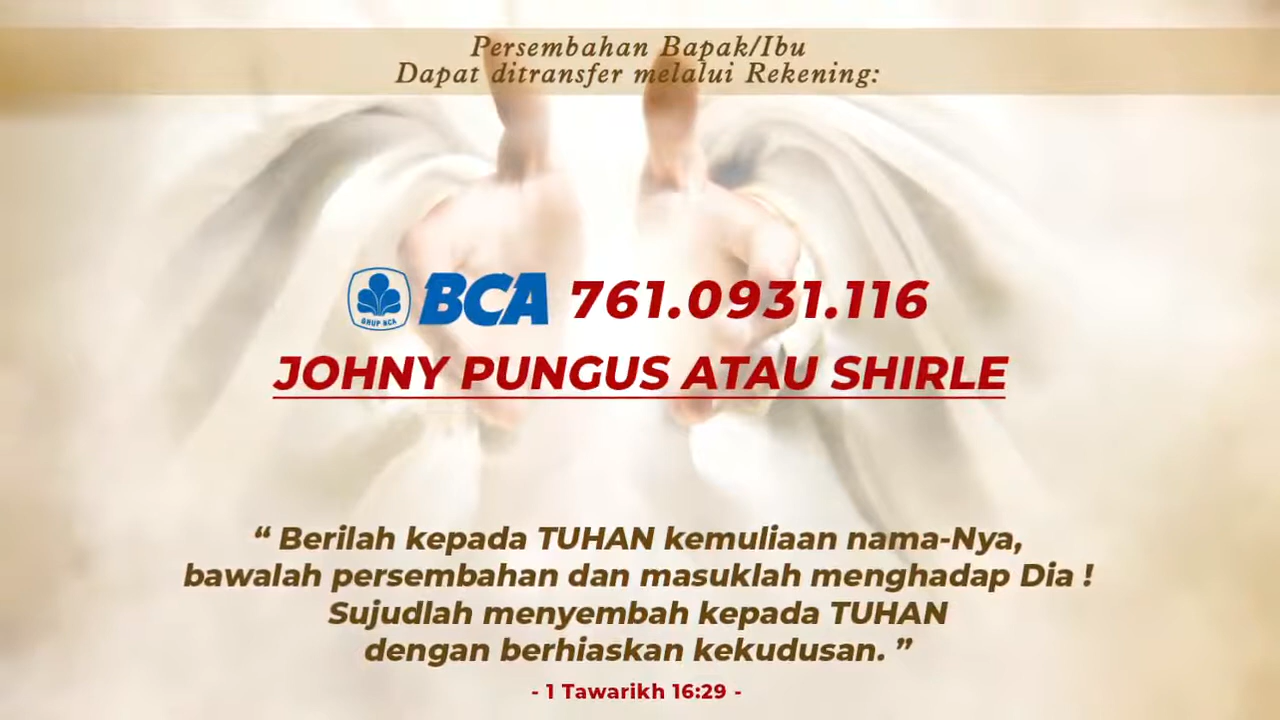 Persembahan Bapak/Ibu
Dapat ditransfer melalui Rekening:
GRUP BCA
BCA 761.0931.116
JOHNY PUNGUS ATAU SHIRLE
“ Berilah kepada TUHAN kemuliaan nama-Nya,
bawalah persembahan dan masuklah menghadap Dia !
Sujudlah menyembah kepada TUHAN
dengan berhiaskan kekudusan. ”
- 1 Tawarikh 16:29 -